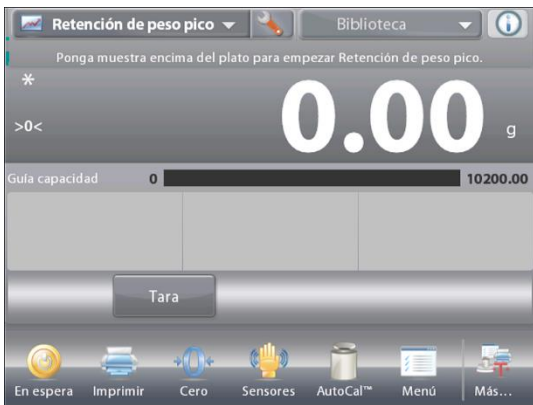 Retención de peso pico Biblioteca
Ponga muestra encima del plato para empezar Retención de peso pico.
*
>0< 0.00 g
Guía capacidad 0 10200.00
Tara
En espera Imprimir Cero Sensores AutoCal™ Menú Más...